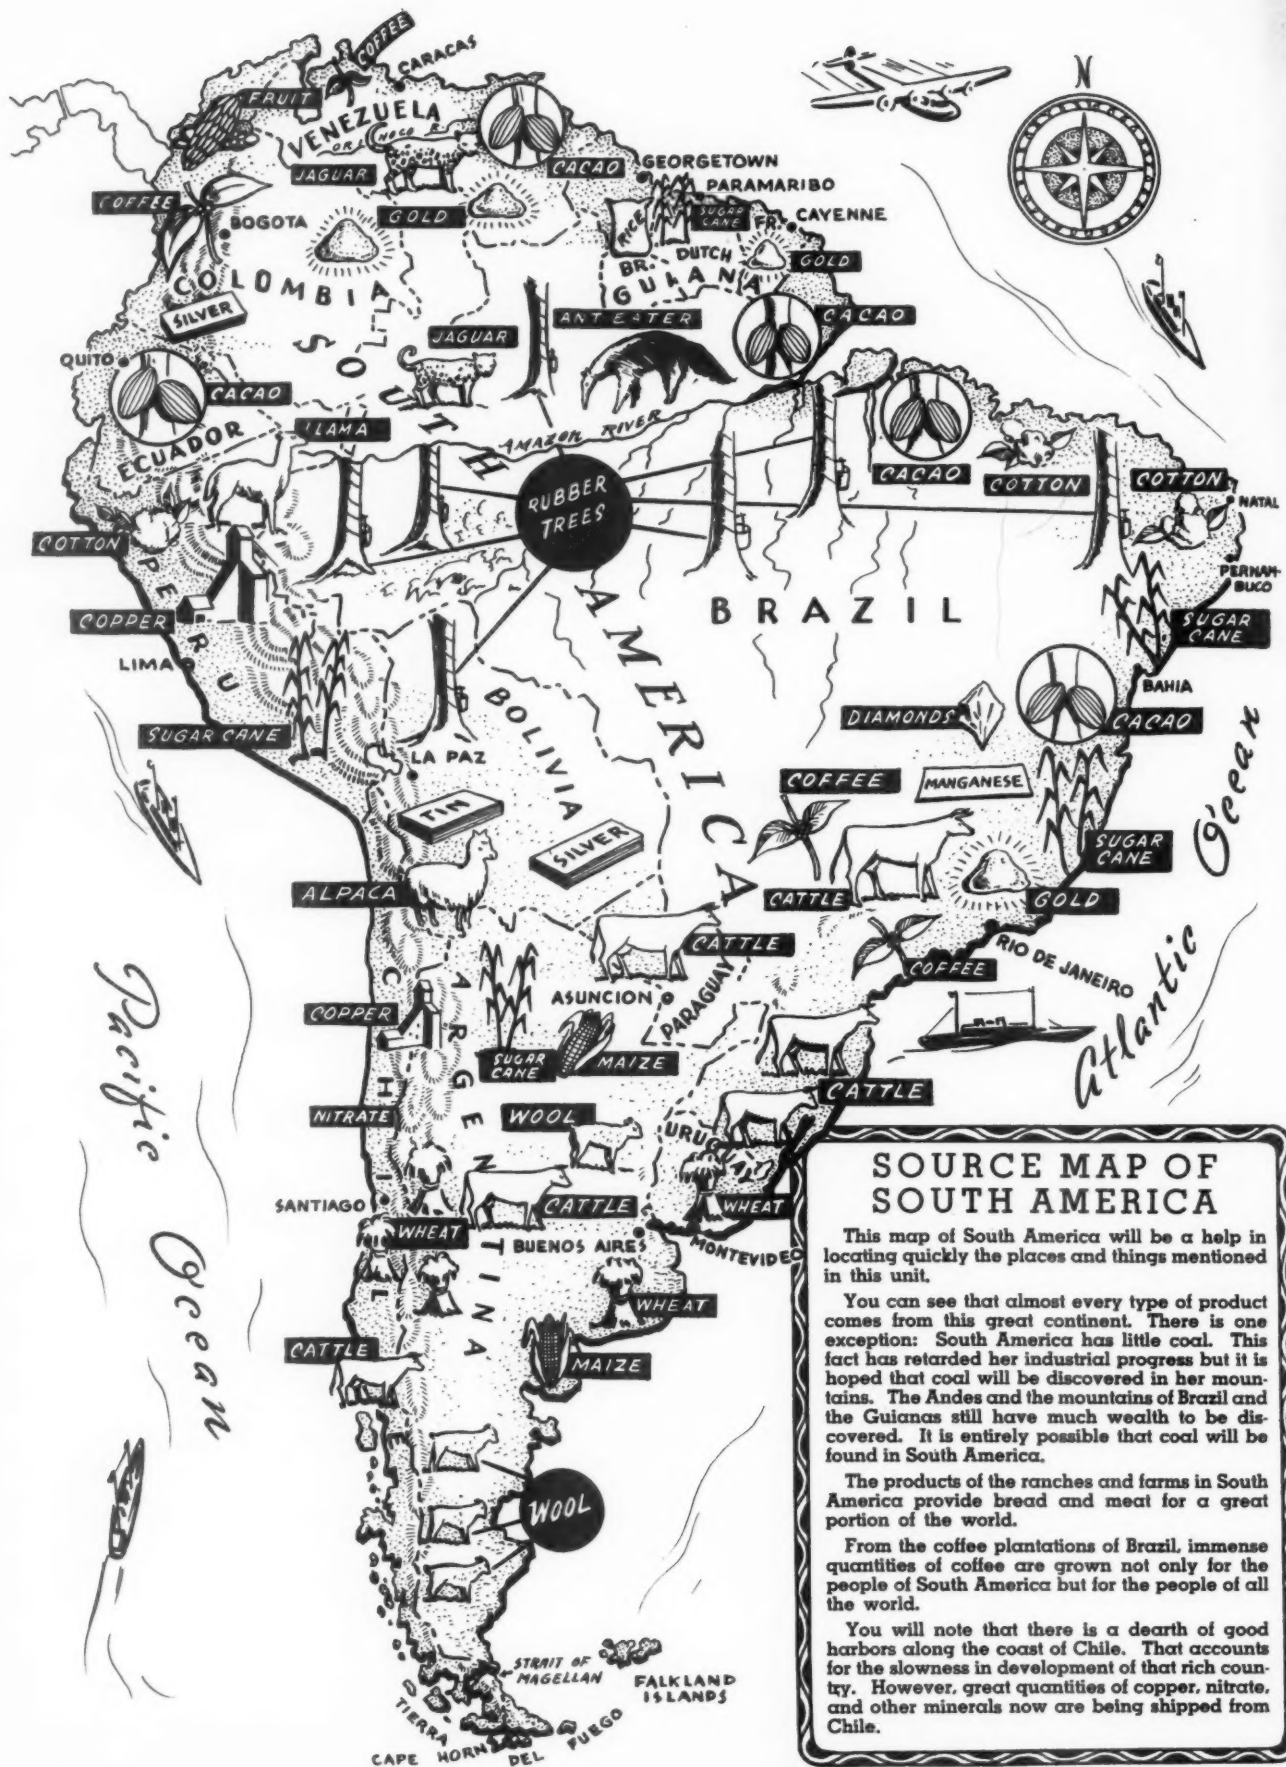 N
COFFEE
CARACAS
FRUIT
VENEZUELA
ORINOCO R.
JAGUAR
CACAO
GEORGETOWN
PARAMARIBO
COFFEE
GOLD
RICE
SUGAR
CANE
FR.
CAYENNE
BOGOTA
BR.
DUTCH
GUIANA
GOLD
COLOMBIA
SILVER
SOUTH AMERICA
JAGUAR
ANT EATER
CACAO
QUITO
CACAO
ECUADOR
LLAMA
AMAZON RIVER
CACAO
COTTON
COTTON
NATAL
RUBBER
TREES
COTTON
PERU
PERNAM-
BUCO
COPPER
BRAZIL
SUGAR
CANE
LIMA
BAHIA
SUGAR CANE
BOLIVIA
DIAMONDS
CACAO
LA PAZ
COFFEE
MANGANESE
TIN
SILVER
SUGAR
CANE
ALPACA
CATTLE
GOLD
CATTLE
COFFEE
RIO DE JANEIRO
Atlantic Ocean
ASUNCION
PARAGUAY
COPPER
CHILE
ARGENTINA
SUGAR
CANE
MAIZE
CATTLE
NITRATE
WOOL
URUGUAY
SANTIAGO
CATTLE
WHEAT
WHEAT
BUENOS AIRES
MONTEVIDEO
Pacific Ocean
WHEAT
CATTLE
MAIZE
WOOL
STRAIT OF
MAGELLAN
FALKLAND
ISLANDS
TIERRA DEL FUEGO
CAPE HORN
SOURCE MAP OF
SOUTH AMERICA
This map of South America will be a help in
locating quickly the places and things mentioned
in this unit.
You can see that almost every type of product
comes from this great continent. There is one
exception: South America has little coal. This
fact has retarded her industrial progress but it is
hoped that coal will be discovered in her moun-
tains. The Andes and the mountains of Brazil and
the Guianas still have much wealth to be dis-
covered. It is entirely possible that coal will be
found in South America.
The products of the ranches and farms in South
America provide bread and meat for a great
portion of the world.
From the coffee plantations of Brazil, immense
quantities of coffee are grown not only for the
people of South America but for the people of all
the world.
You will note that there is a dearth of good
harbors along the coast of Chile. That accounts
for the slowness in development of that rich coun-
try. However, great quantities of copper, nitrate,
and other minerals now are being shipped from
Chile.